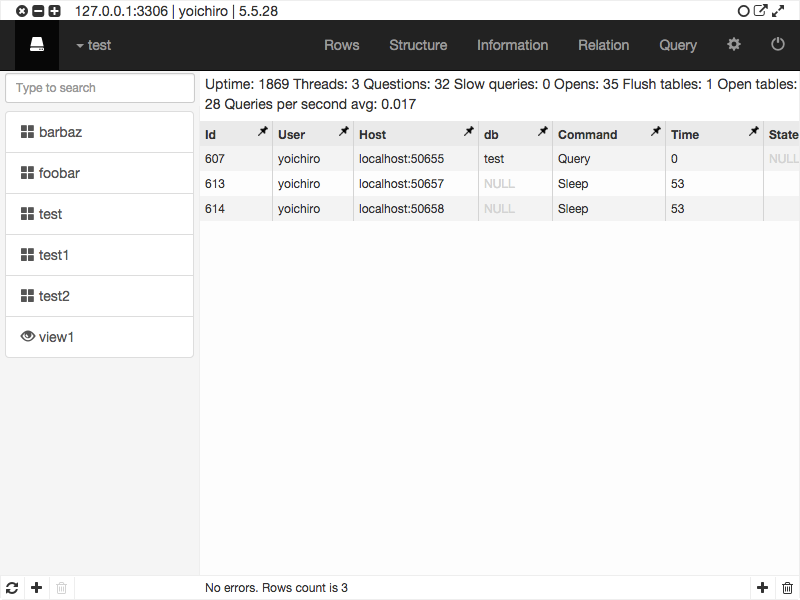 127.0.0.1:3306 | yoichiro | 5.5.28
test Rows Structure Information Relation Query
Type to search
barbaz
foobar
test
test1
test2
view1
Uptime: 1869 Threads: 3 Questions: 32 Slow queries: 0 Opens: 35 Flush tables: 1 Open tables:
28 Queries per second avg: 0.017
Id User Host db Command Time State
607 yoichiro localhost:50655 test Query 0 NULL
613 yoichiro localhost:50657 NULL Sleep 53
614 yoichiro localhost:50658 NULL Sleep 53
No errors. Rows count is 3